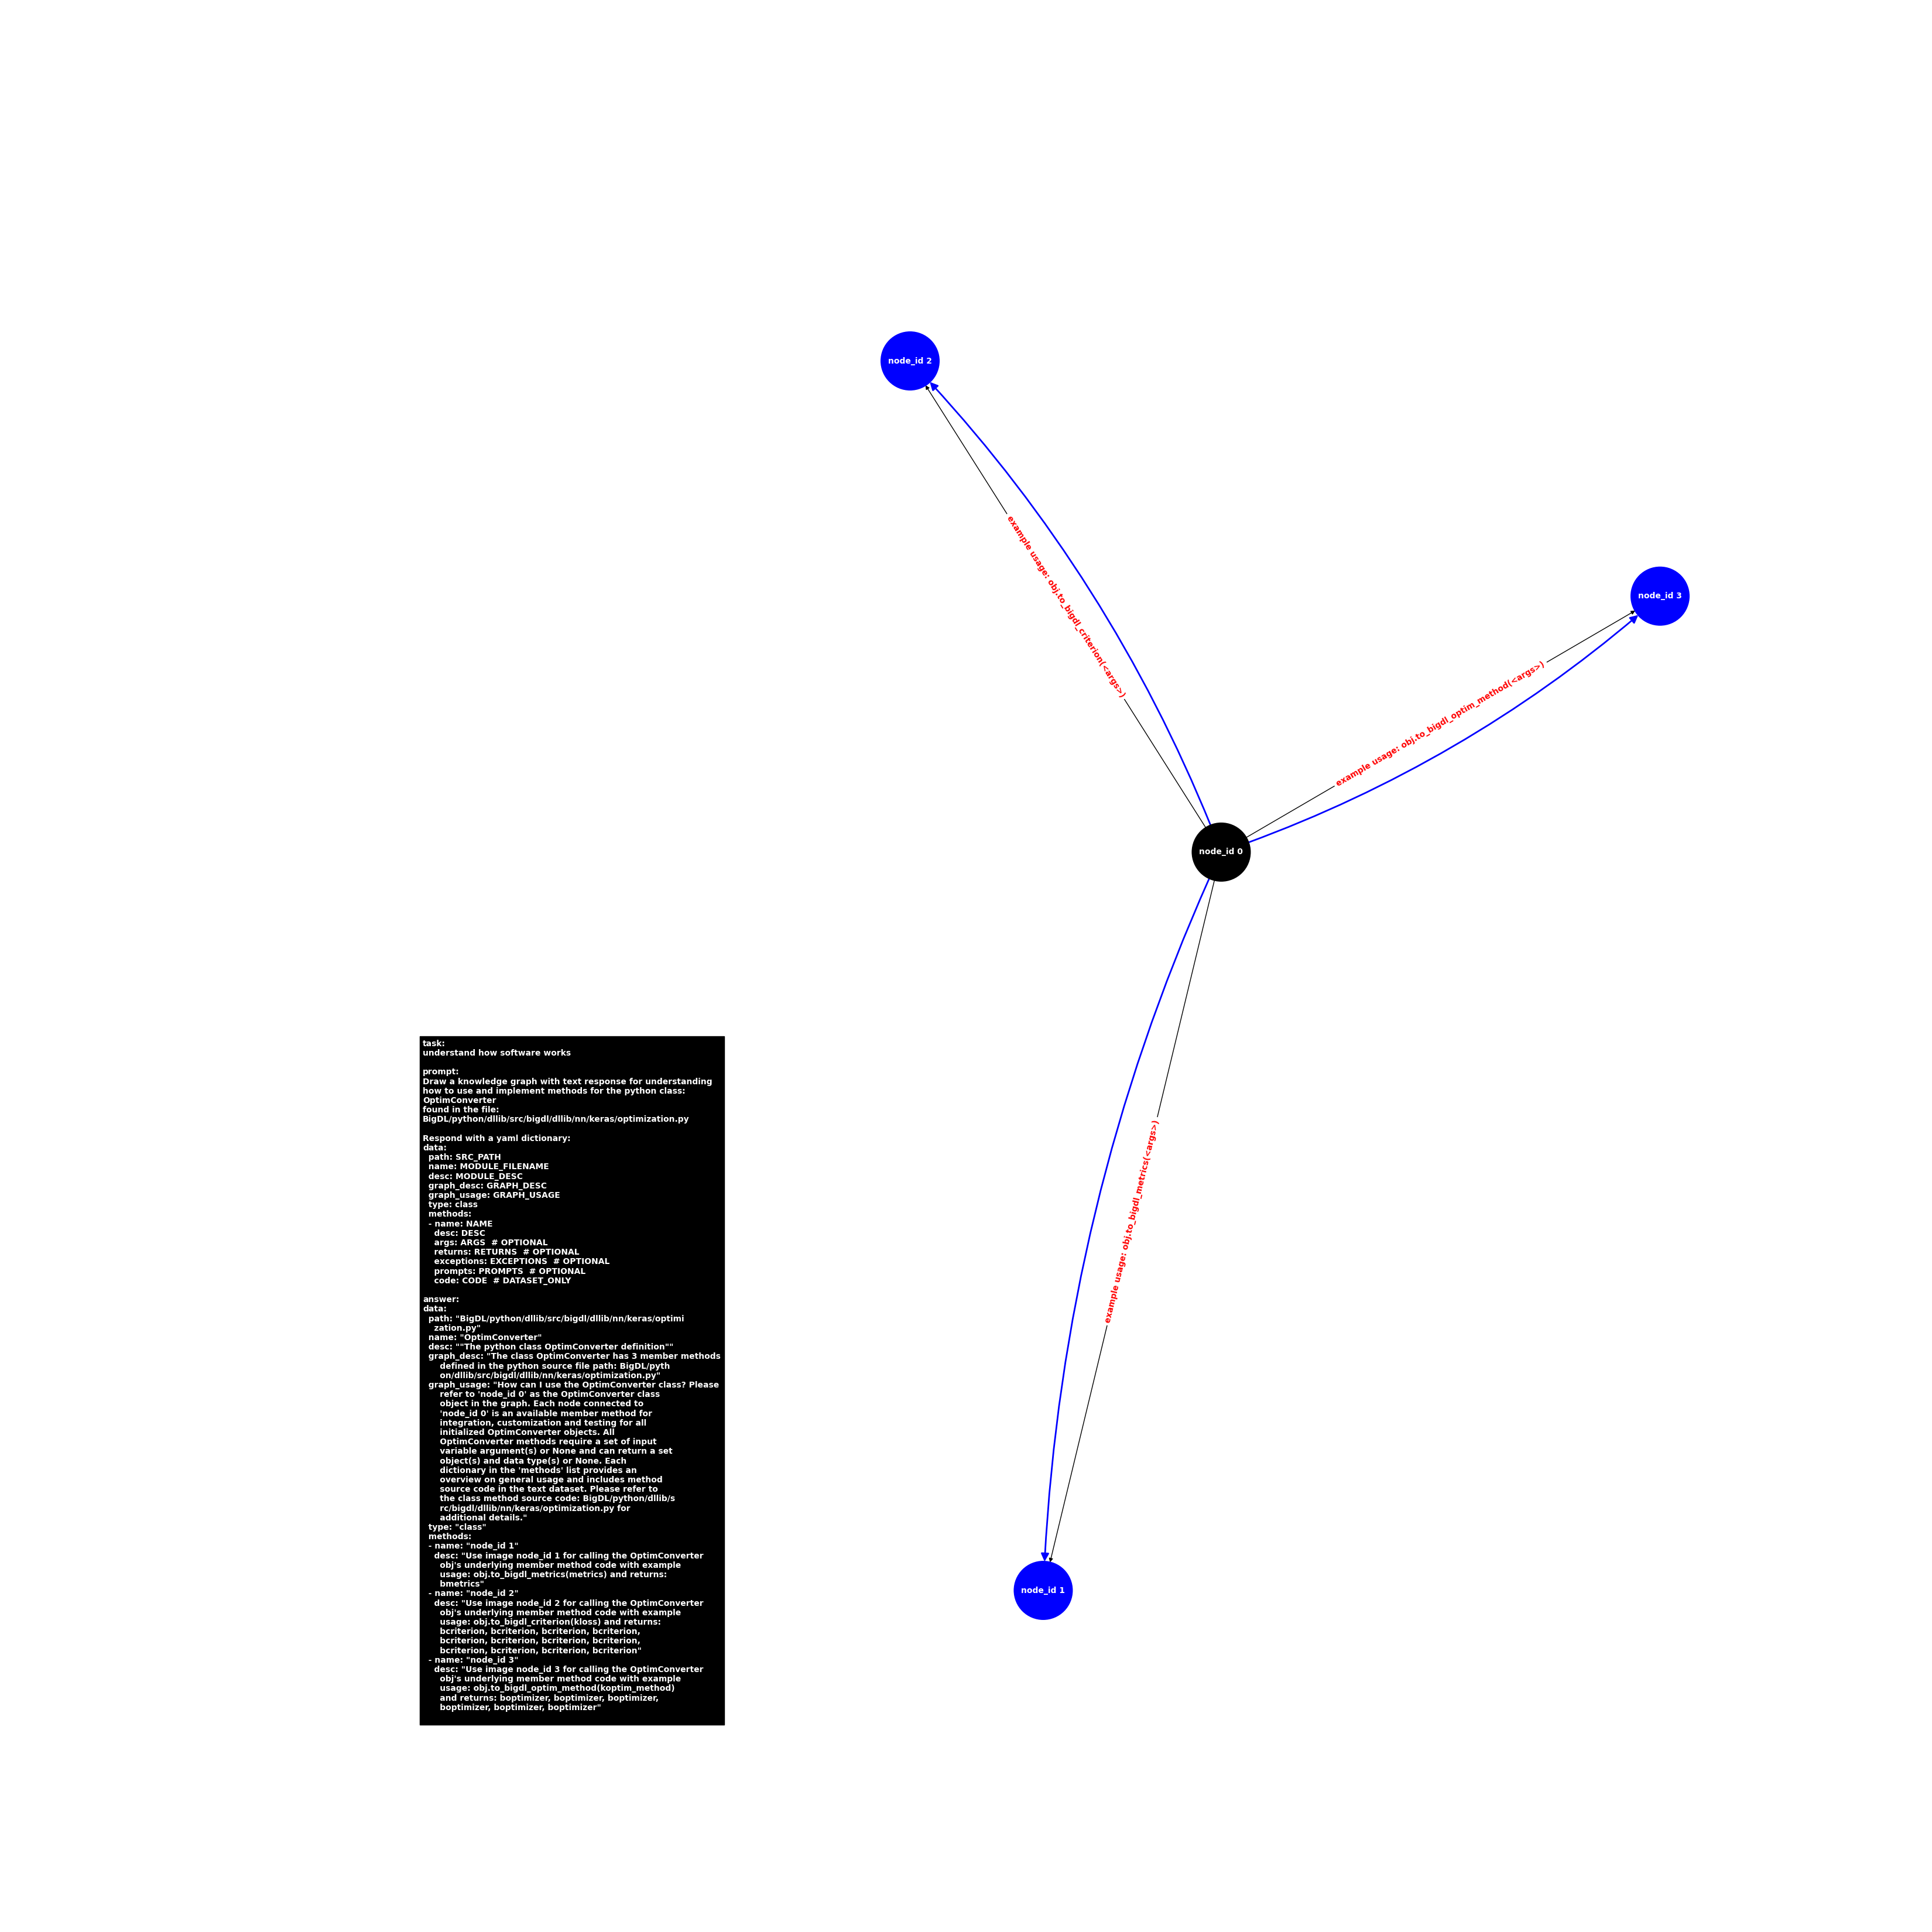 node_id 2
node_id 3
example usage: obj.to_bigdl_criterion(<args>)
example usage: obj.to_bigdl_optim_method(<args>)
node_id 0
example usage: obj.to_bigdl_metrics(<args>)
node_id 1
task:
understand how software works

prompt:
Draw a knowledge graph with text response for understanding
how to use and implement methods for the python class:
OptimConverter
found in the file:
BigDL/python/dllib/src/bigdl/dllib/nn/keras/optimization.py

Respond with a yaml dictionary:
data:
  path: SRC_PATH
  name: MODULE_FILENAME
  desc: MODULE_DESC
  graph_desc: GRAPH_DESC
  graph_usage: GRAPH_USAGE
  type: class
  methods:
  - name: NAME
    desc: DESC
    args: ARGS  # OPTIONAL
    returns: RETURNS  # OPTIONAL
    exceptions: EXCEPTIONS  # OPTIONAL
    prompts: PROMPTS  # OPTIONAL
    code: CODE  # DATASET_ONLY

answer:
data:
  path: "BigDL/python/dllib/src/bigdl/dllib/nn/keras/optimi
    zation.py"
  name: "OptimConverter"
  desc: ""The python class OptimConverter definition""
  graph_desc: "The class OptimConverter has 3 member methods
      defined in the python source file path: BigDL/pyth
      on/dllib/src/bigdl/dllib/nn/keras/optimization.py"
  graph_usage: "How can I use the OptimConverter class? Please
      refer to 'node_id 0' as the OptimConverter class
      object in the graph. Each node connected to
      'node_id 0' is an available member method for
      integration, customization and testing for all
      initialized OptimConverter objects. All
      OptimConverter methods require a set of input
      variable argument(s) or None and can return a set
      object(s) and data type(s) or None. Each
      dictionary in the 'methods' list provides an
      overview on general usage and includes method
      source code in the text dataset. Please refer to
      the class method source code: BigDL/python/dllib/s
      rc/bigdl/dllib/nn/keras/optimization.py for
      additional details."
  type: "class"
  methods:
  - name: "node_id 1"
    desc: "Use image node_id 1 for calling the OptimConverter
      obj's underlying member method code with example
      usage: obj.to_bigdl_metrics(metrics) and returns:
      bmetrics"
  - name: "node_id 2"
    desc: "Use image node_id 2 for calling the OptimConverter
      obj's underlying member method code with example
      usage: obj.to_bigdl_criterion(kloss) and returns:
      bcriterion, bcriterion, bcriterion, bcriterion,
      bcriterion, bcriterion, bcriterion, bcriterion,
      bcriterion, bcriterion, bcriterion, bcriterion"
  - name: "node_id 3"
    desc: "Use image node_id 3 for calling the OptimConverter
      obj's underlying member method code with example
      usage: obj.to_bigdl_optim_method(koptim_method)
      and returns: boptimizer, boptimizer, boptimizer,
      boptimizer, boptimizer, boptimizer"